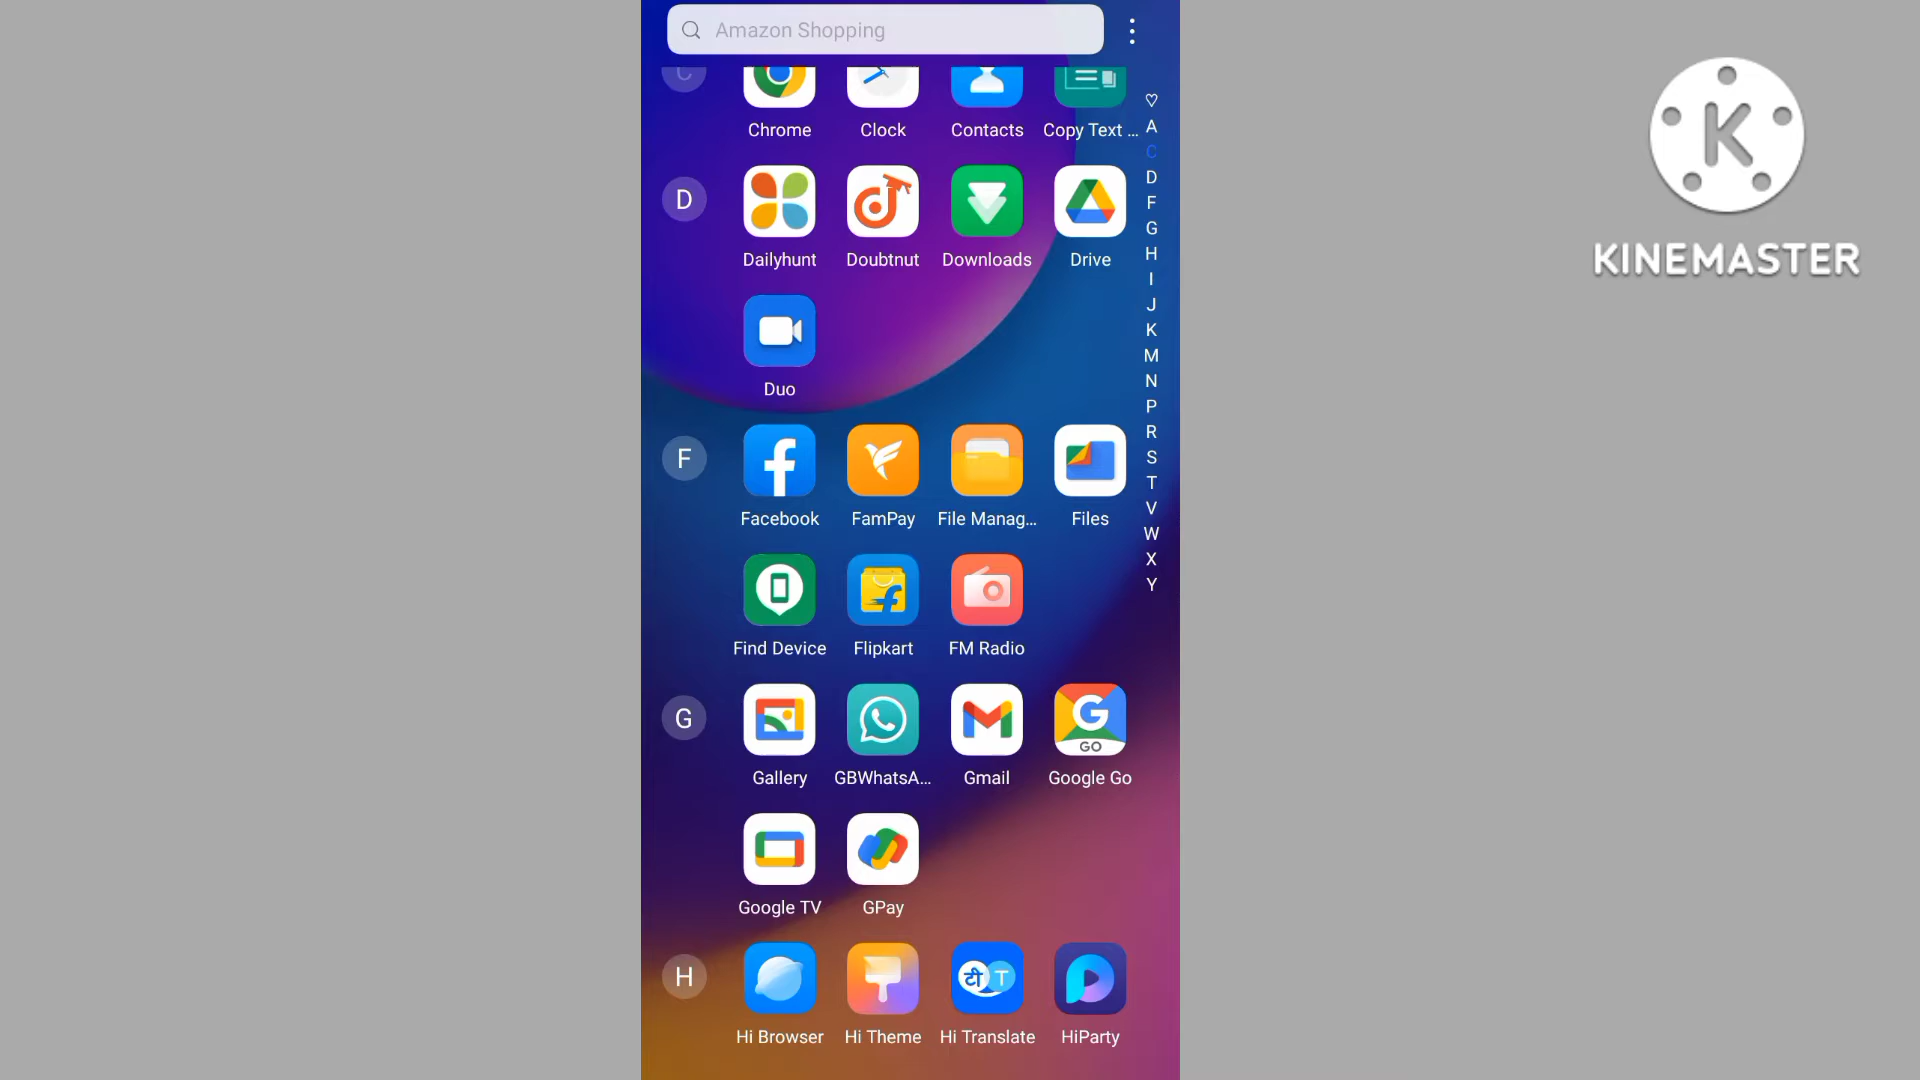 Amazon Shopping
C
Chrome Clock Contacts Copy Text ...
D
Dailyhunt Doubtnut Downloads Drive
Duo
F
Facebook FamPay File Manag... Files
Find Device Flipkart FM Radio
G
GO
Gallery GBWhatsA... Gmail Google Go
Google TV GPay
H
टी T
Hi Browser Hi Theme Hi Translate HiParty
A
C
D
F
G
H
I
J
K
M
N
P
R
S
T
V
W
X
Y
K
KINEMASTER